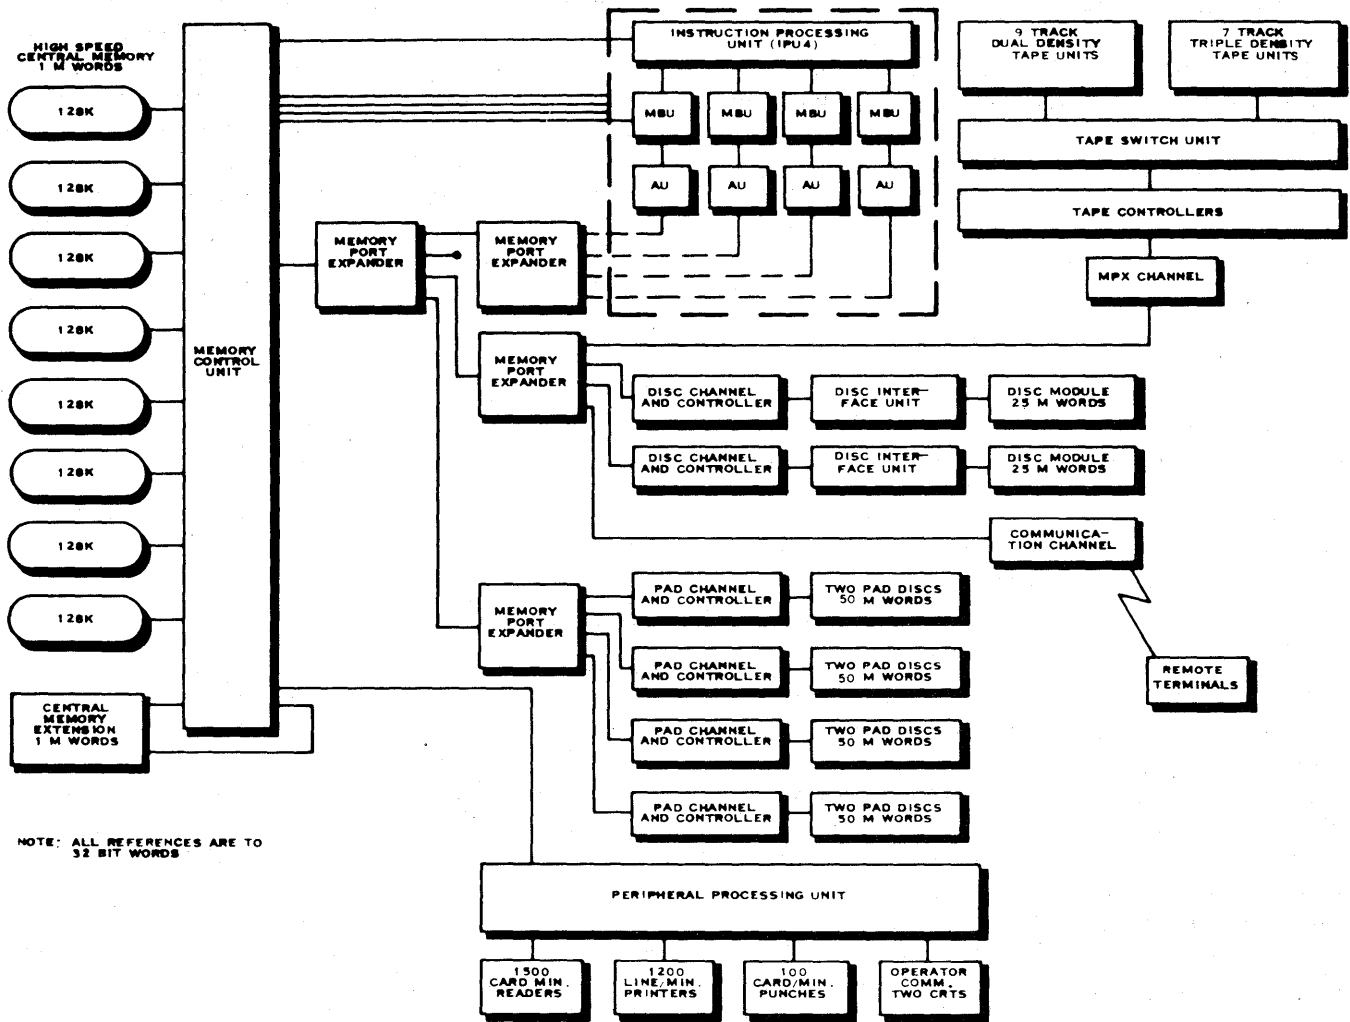 HIGH SPEED
CENTRAL MEMORY
1 M WORDS
128K
128K
128K
128K
128K
128K
128K
128K
CENTRAL
MEMORY
EXTENSION
1 M WORDS
NOTE: ALL REFERENCES ARE TO
32 BIT WORDS
MEMORY
CONTROL
UNIT
MEMORY
PORT
EXPANDER
MEMORY
PORT
EXPANDER
MEMORY
PORT
EXPANDER
MEMORY
PORT
EXPANDER
INSTRUCTION PROCESSING
UNIT (IPU4)
MBU
MBU
MBU
MBU
AU
AU
AU
AU
9 TRACK
DUAL DENSITY
TAPE UNITS
7 TRACK
TRIPLE DENSITY
TAPE UNITS
TAPE SWITCH UNIT
TAPE CONTROLLERS
MPX CHANNEL
DISC CHANNEL
AND CONTROLLER
DISC INTER-
FACE UNIT
DISC MODULE
25 M WORDS
DISC CHANNEL
AND CONTROLLER
DISC INTER-
FACE UNIT
DISC MODULE
25 M WORDS
COMMUNICA-
TION CHANNEL
REMOTE
TERMINALS
PAD CHANNEL
AND CONTROLLER
TWO PAD DISCS
50 M WORDS
PAD CHANNEL
AND CONTROLLER
TWO PAD DISCS
50 M WORDS
PAD CHANNEL
AND CONTROLLER
TWO PAD DISCS
50 M WORDS
PAD CHANNEL
AND CONTROLLER
TWO PAD DISCS
50 M WORDS
PERIPHERAL PROCESSING UNIT
1500
CARD MIN.
READERS
1200
LINE/MIN.
PRINTERS
100
CARD/MIN.
PUNCHES
OPERATOR
COMM.
TWO CRTS